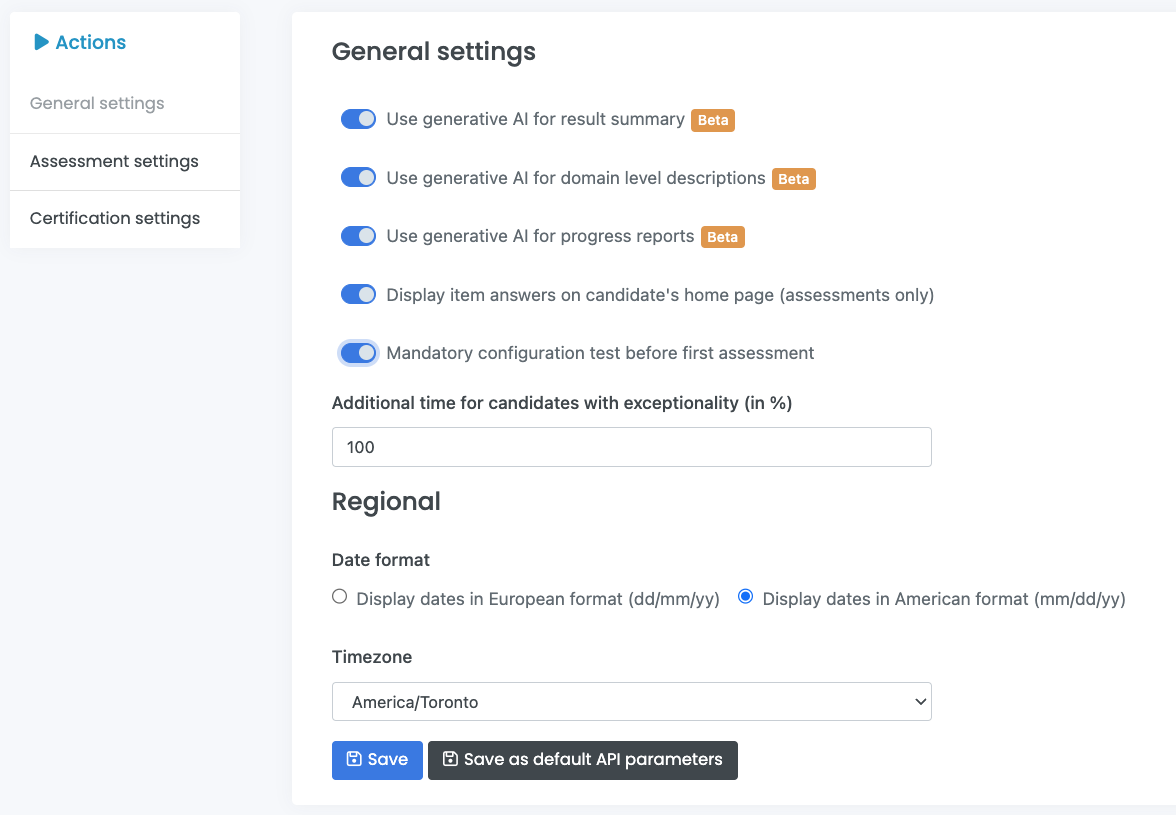 Actions
General settings
Assessment settings
Certification settings
General settings
Use generative AI for result summary Beta
Use generative AI for domain level descriptions Beta
Use generative AI for progress reports Beta
Display item answers on candidate's home page (assessments only)
Mandatory configuration test before first assessment
Additional time for candidates with exceptionality (in %)
100
Regional
Date format
Display dates in European format (dd/mm/yy) Display dates in American format (mm/dd/yy)
Timezone
America/Toronto
Save Save as default API parameters